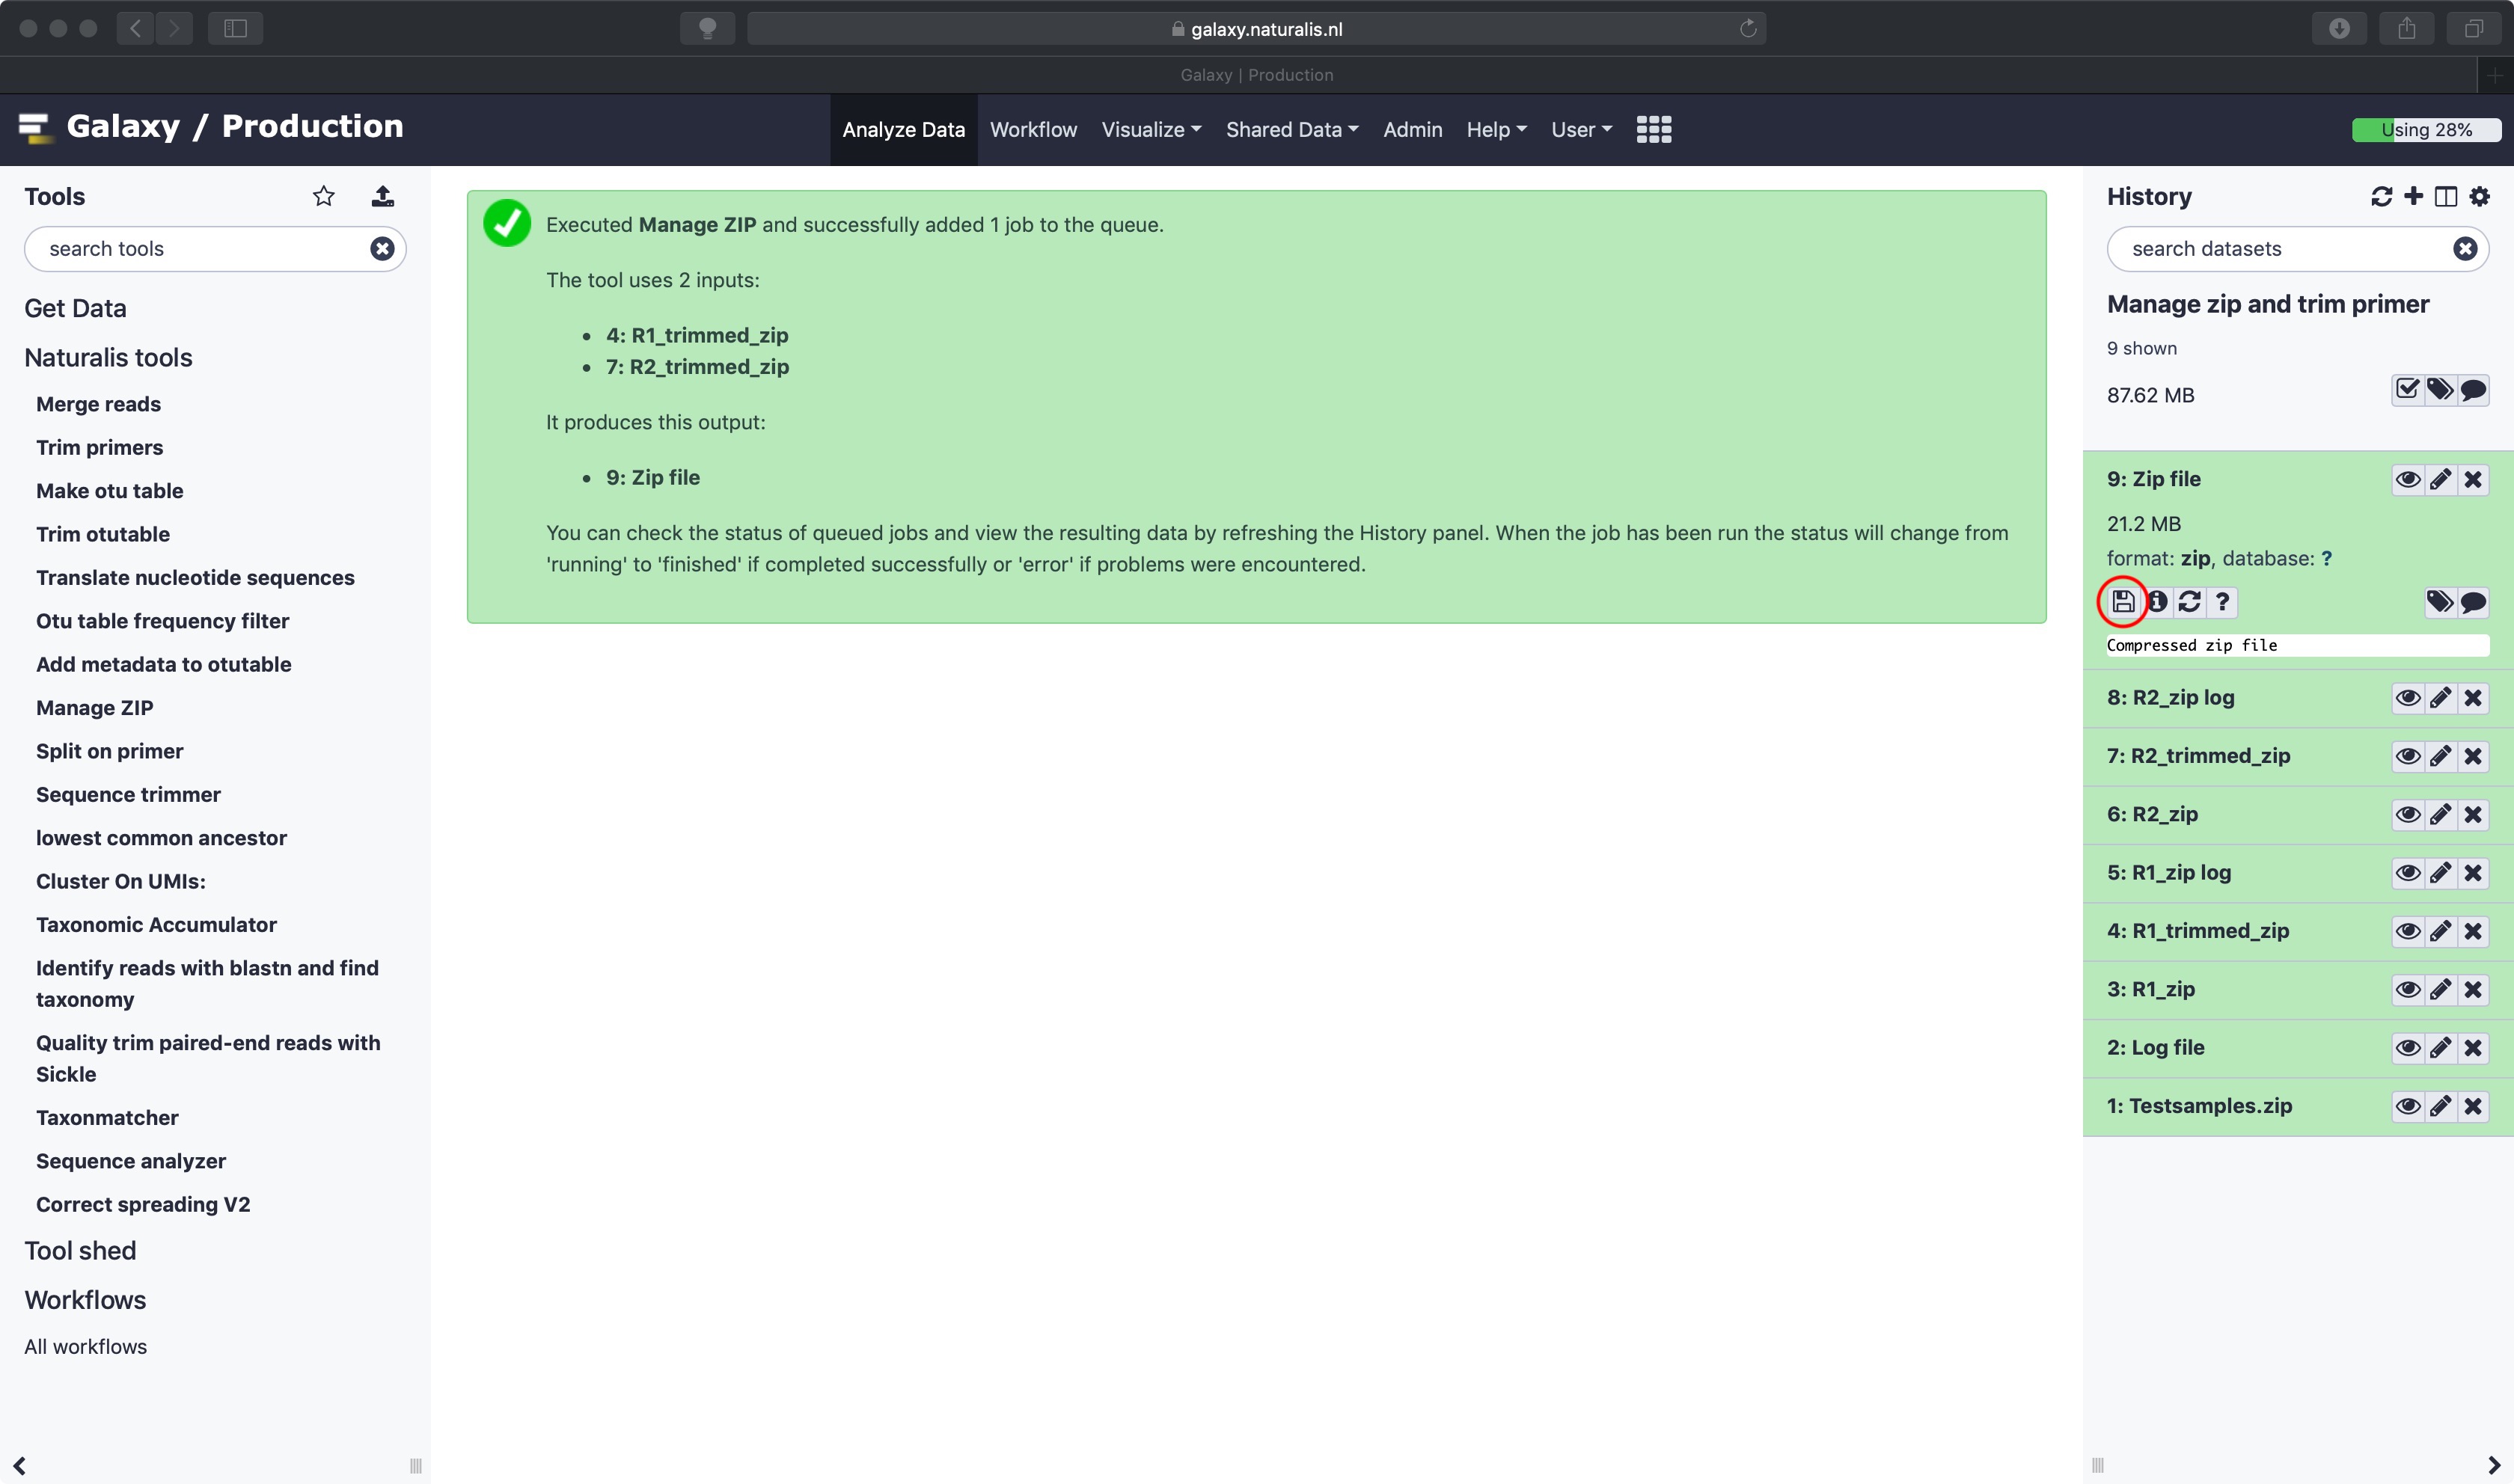 galaxy.naturalis.nl
Galaxy | Production
Galaxy / Production
Analyze Data
Workflow
Visualize
Shared Data
Admin
Help
User
Using 28%
Tools
search tools
Get Data
Naturalis tools
Merge reads
Trim primers
Make otu table
Trim otutable
Translate nucleotide sequences
Otu table frequency filter
Add metadata to otutable
Manage ZIP
Split on primer
Sequence trimmer
lowest common ancestor
Cluster On UMIs:
Taxonomic Accumulator
Identify reads with blastn and find
taxonomy
Quality trim paired-end reads with
Sickle
Taxonmatcher
Sequence analyzer
Correct spreading V2
Tool shed
Workflows
All workflows
Executed Manage ZIP and successfully added 1 job to the queue.
The tool uses 2 inputs:
• 4: R1_trimmed_zip
• 7: R2_trimmed_zip
It produces this output:
• 9: Zip file
You can check the status of queued jobs and view the resulting data by refreshing the History panel. When the job has been run the status will change from
'running' to 'finished' if completed successfully or 'error' if problems were encountered.
History
search datasets
Manage zip and trim primer
9 shown
87.62 MB
9: Zip file
21.2 MB
format: zip, database: ?
Compressed zip file
8: R2_zip log
7: R2_trimmed_zip
6: R2_zip
5: R1_zip log
4: R1_trimmed_zip
3: R1_zip
2: Log file
1: Testsamples.zip